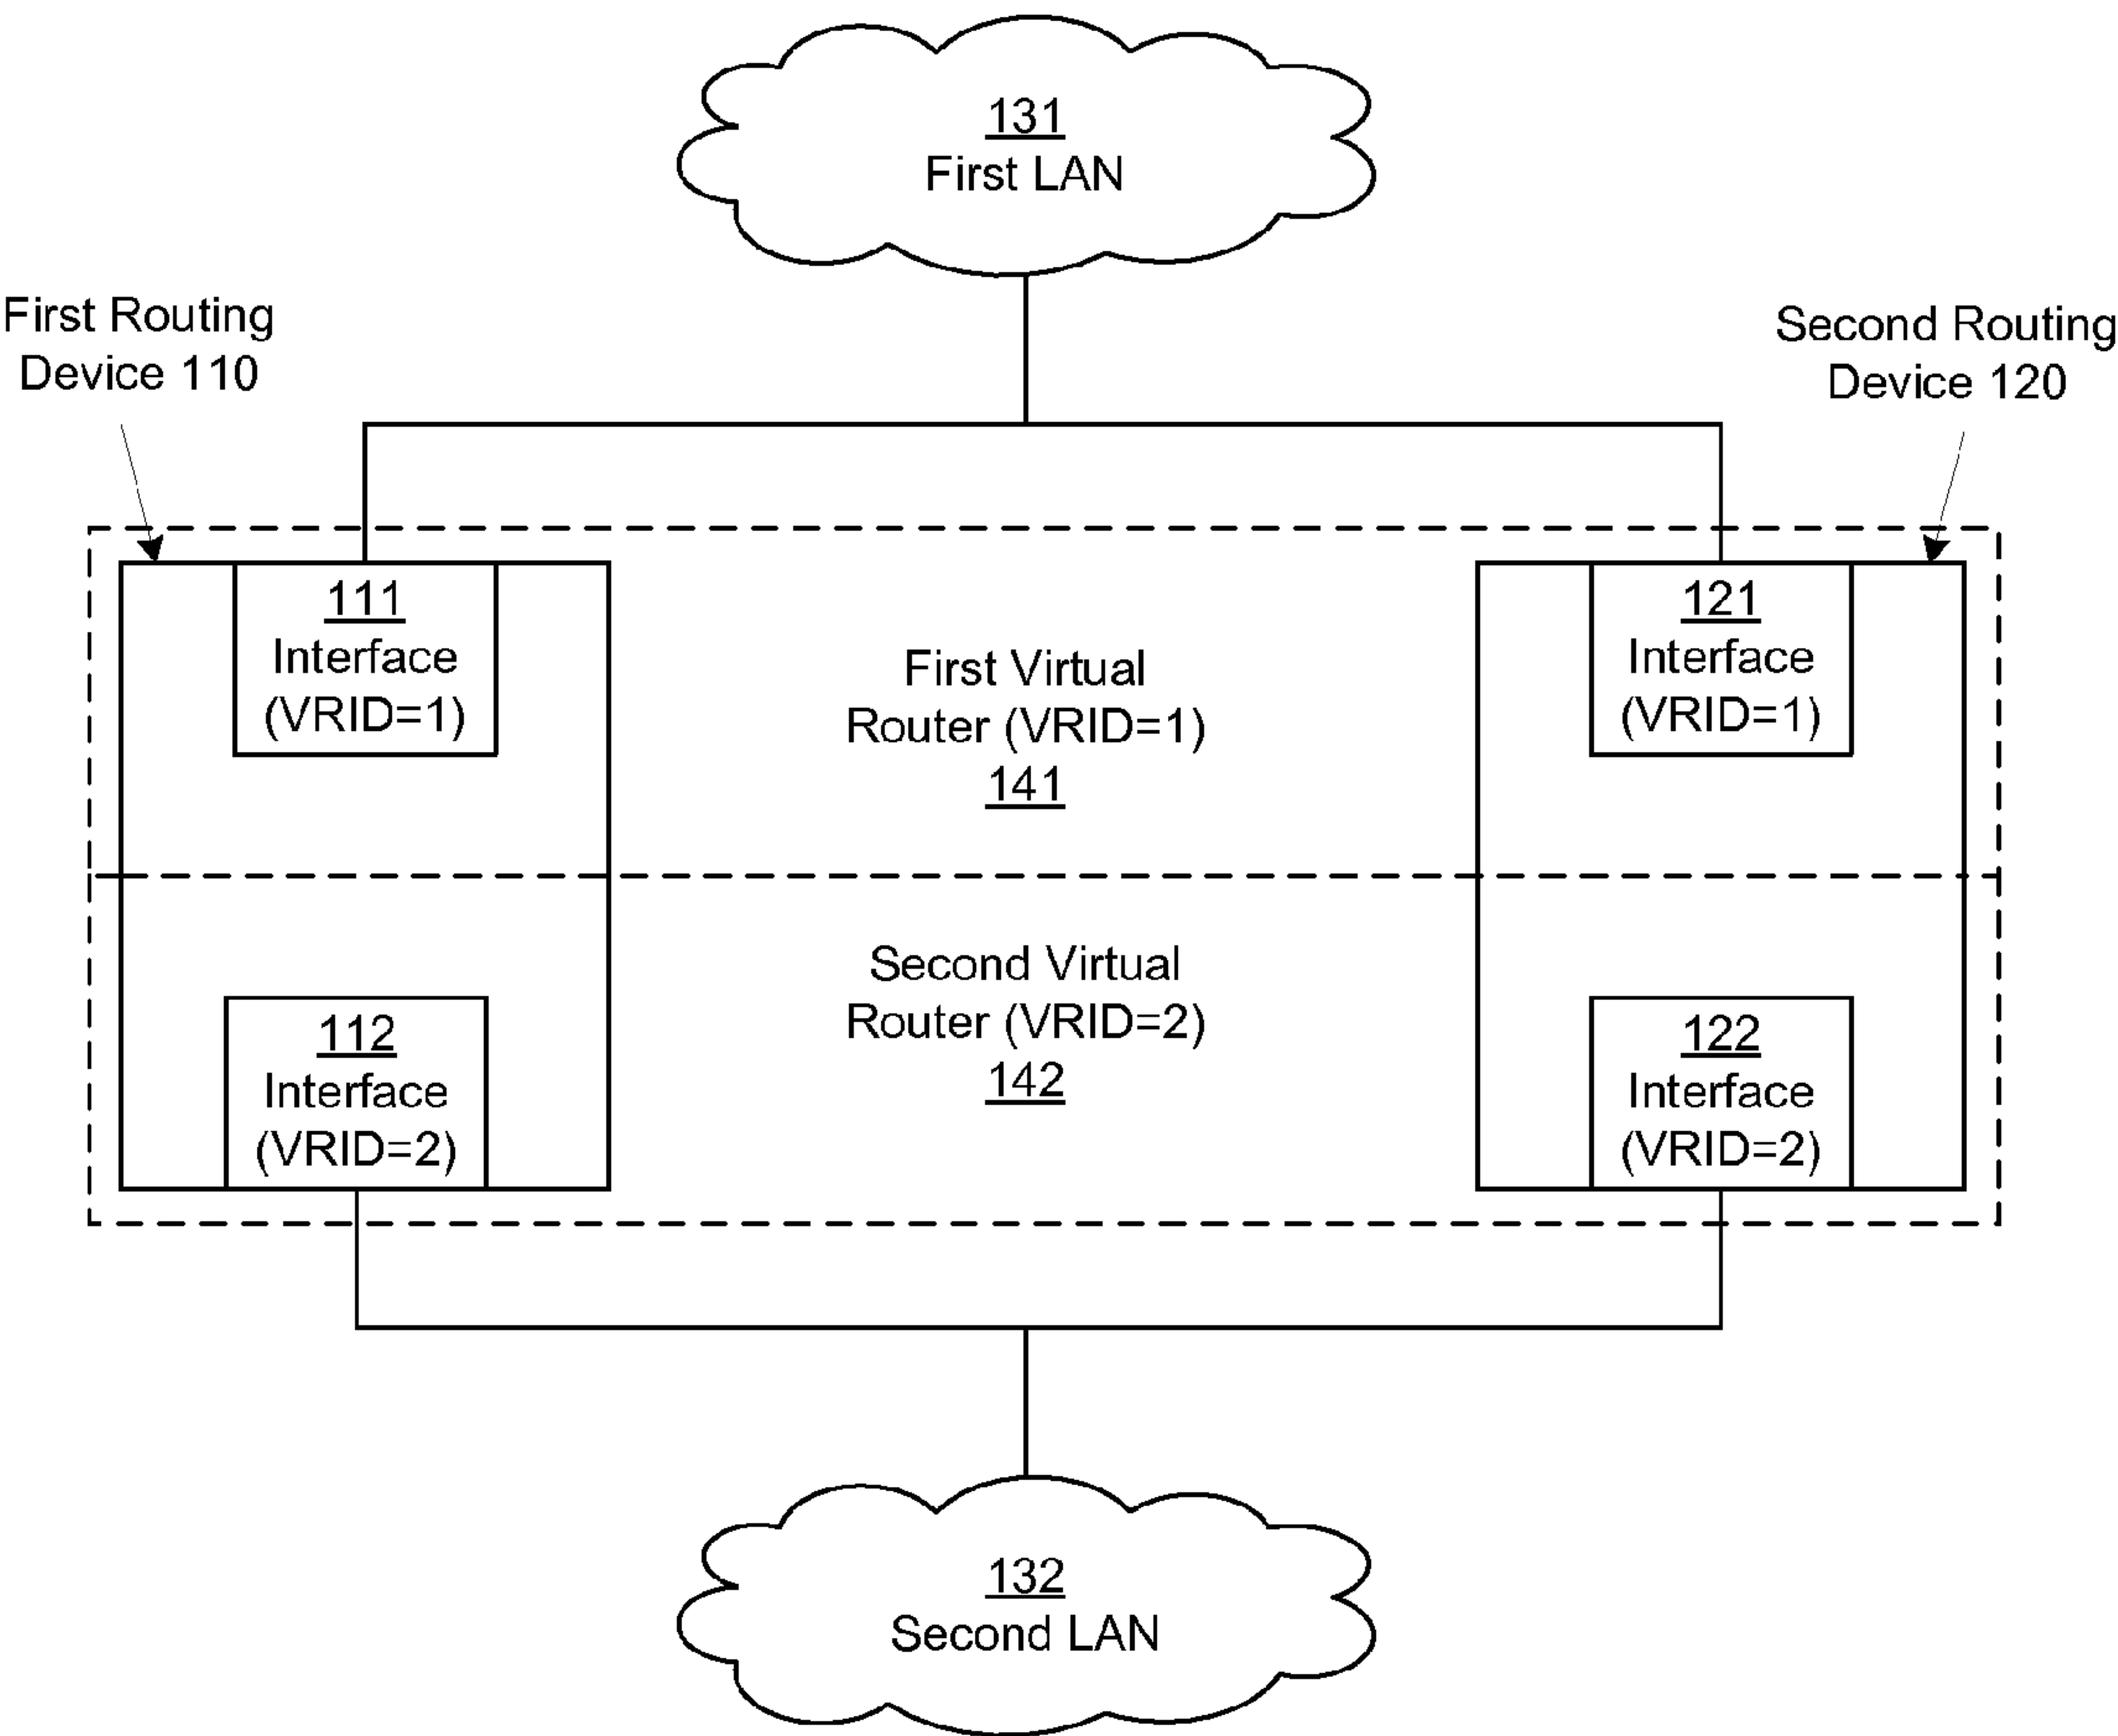 131
First LAN
First Routing
Device 110
Second Routing
Device 120
111
Interface
(VRID=1)
First Virtual
Router (VRID=1)
141
121
Interface
(VRID=1)
112
Interface
(VRID=2)
Second Virtual
Router (VRID=2)
142
122
Interface
(VRID=2)
132
Second LAN